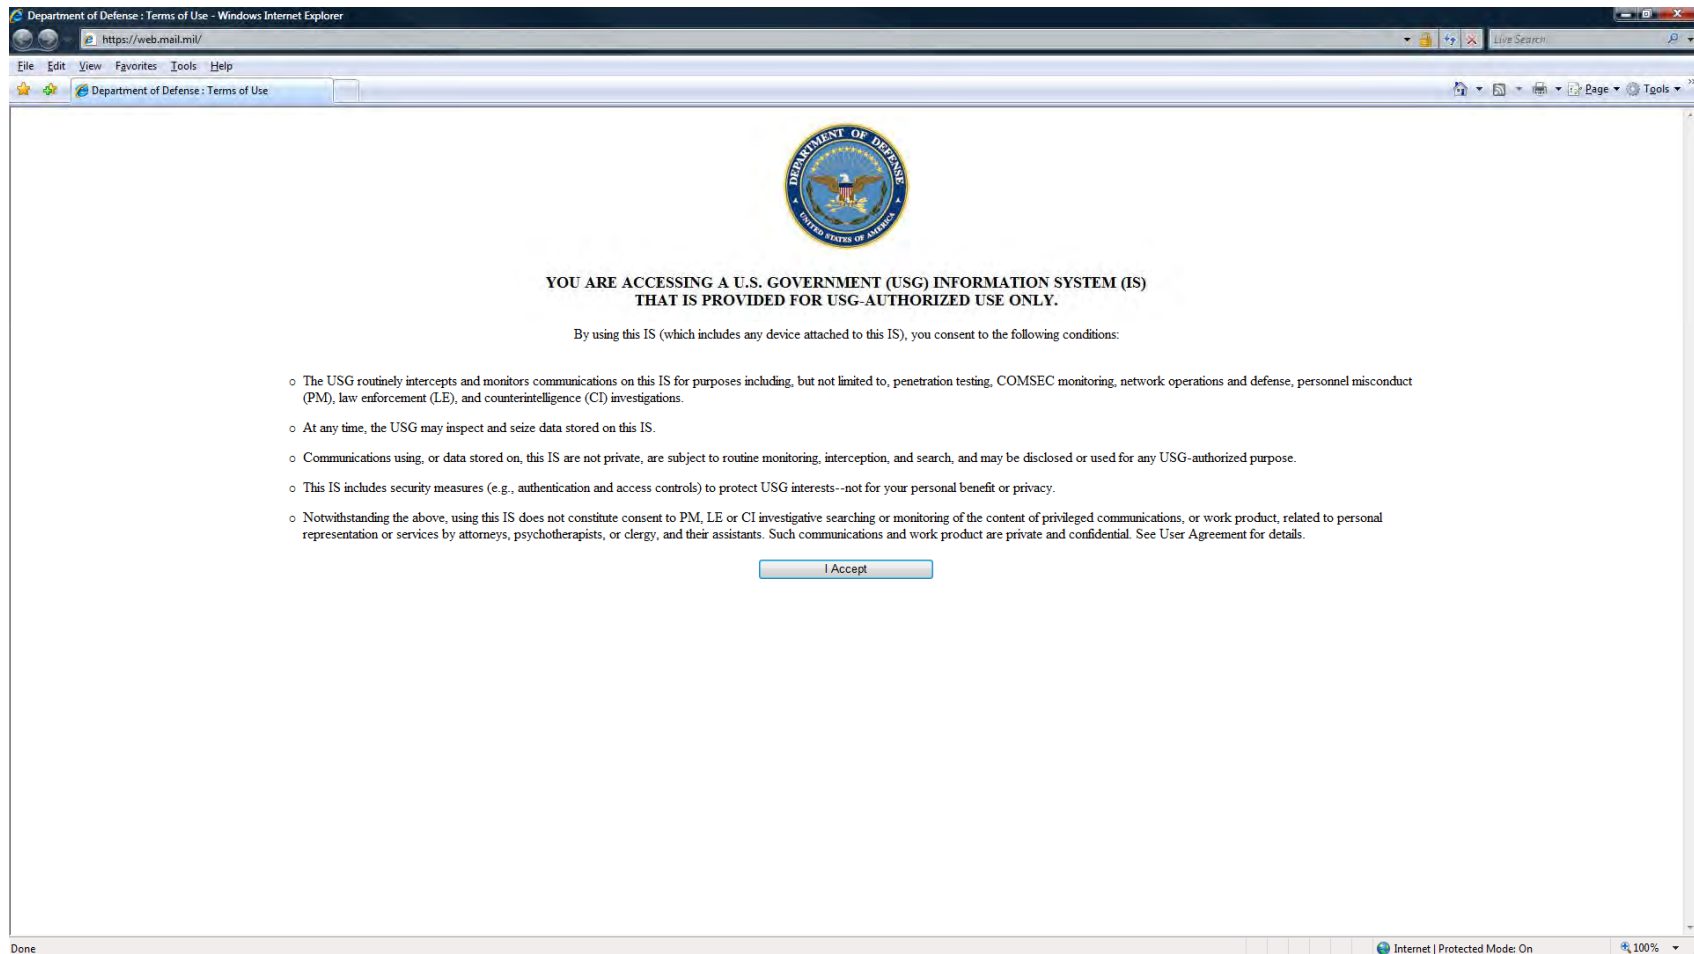 Department of Defense : Terms of Use - Windows Internet Explorer
https://web.mail.mil/
Live Search
File Edit View Favorites Tools Help
Department of Defense : Terms of Use
Page Tools
DEPARTMENT OF DEFENSE
UNITED STATES OF AMERICA
YOU ARE ACCESSING A U.S. GOVERNMENT (USG) INFORMATION SYSTEM (IS)
THAT IS PROVIDED FOR USG-AUTHORIZED USE ONLY.
By using this IS (which includes any device attached to this IS), you consent to the following conditions:
The USG routinely intercepts and monitors communications on this IS for purposes including, but not limited to, penetration testing, COMSEC monitoring, network operations and defense, personnel misconduct
(PM), law enforcement (LE), and counterintelligence (CI) investigations.
At any time, the USG may inspect and seize data stored on this IS.
Communications using, or data stored on, this IS are not private, are subject to routine monitoring, interception, and search, and may be disclosed or used for any USG-authorized purpose.
This IS includes security measures (e.g., authentication and access controls) to protect USG interests--not for your personal benefit or privacy.
Notwithstanding the above, using this IS does not constitute consent to PM, LE or CI investigative searching or monitoring of the content of privileged communications, or work product, related to personal
representation or services by attorneys, psychotherapists, or clergy, and their assistants. Such communications and work product are private and confidential. See User Agreement for details.
I Accept
Done
Internet | Protected Mode: On
100%